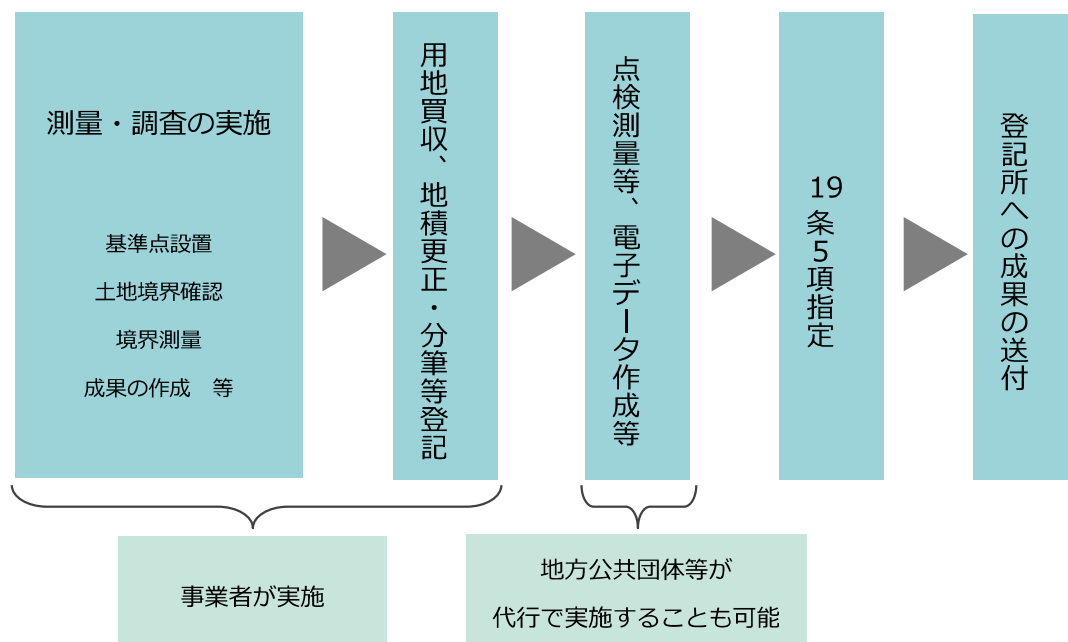 測量・調査の実施
基準点設置
土地境界確認
境界測量
成果の作成　等
用地買収、地積更正・分筆等登記
点検測量等、電子データ作成等
19条5項指定
登記所への成果の送付
事業者が実施
地方公共団体等が
代行で実施することも可能